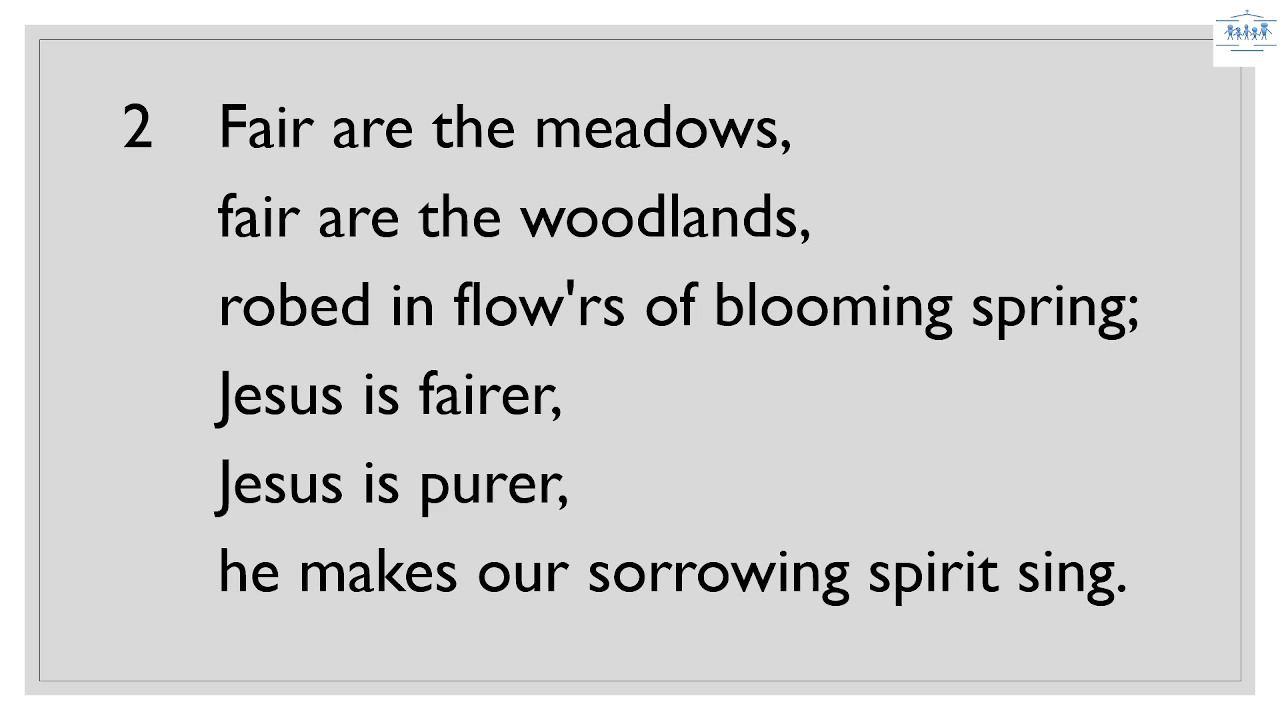 2 Fair are the meadows,
fair are the woodlands,
robed in flow'rs of blooming spring;
Jesus is fairer,
Jesus is purer,
he makes our sorrowing spirit sing.